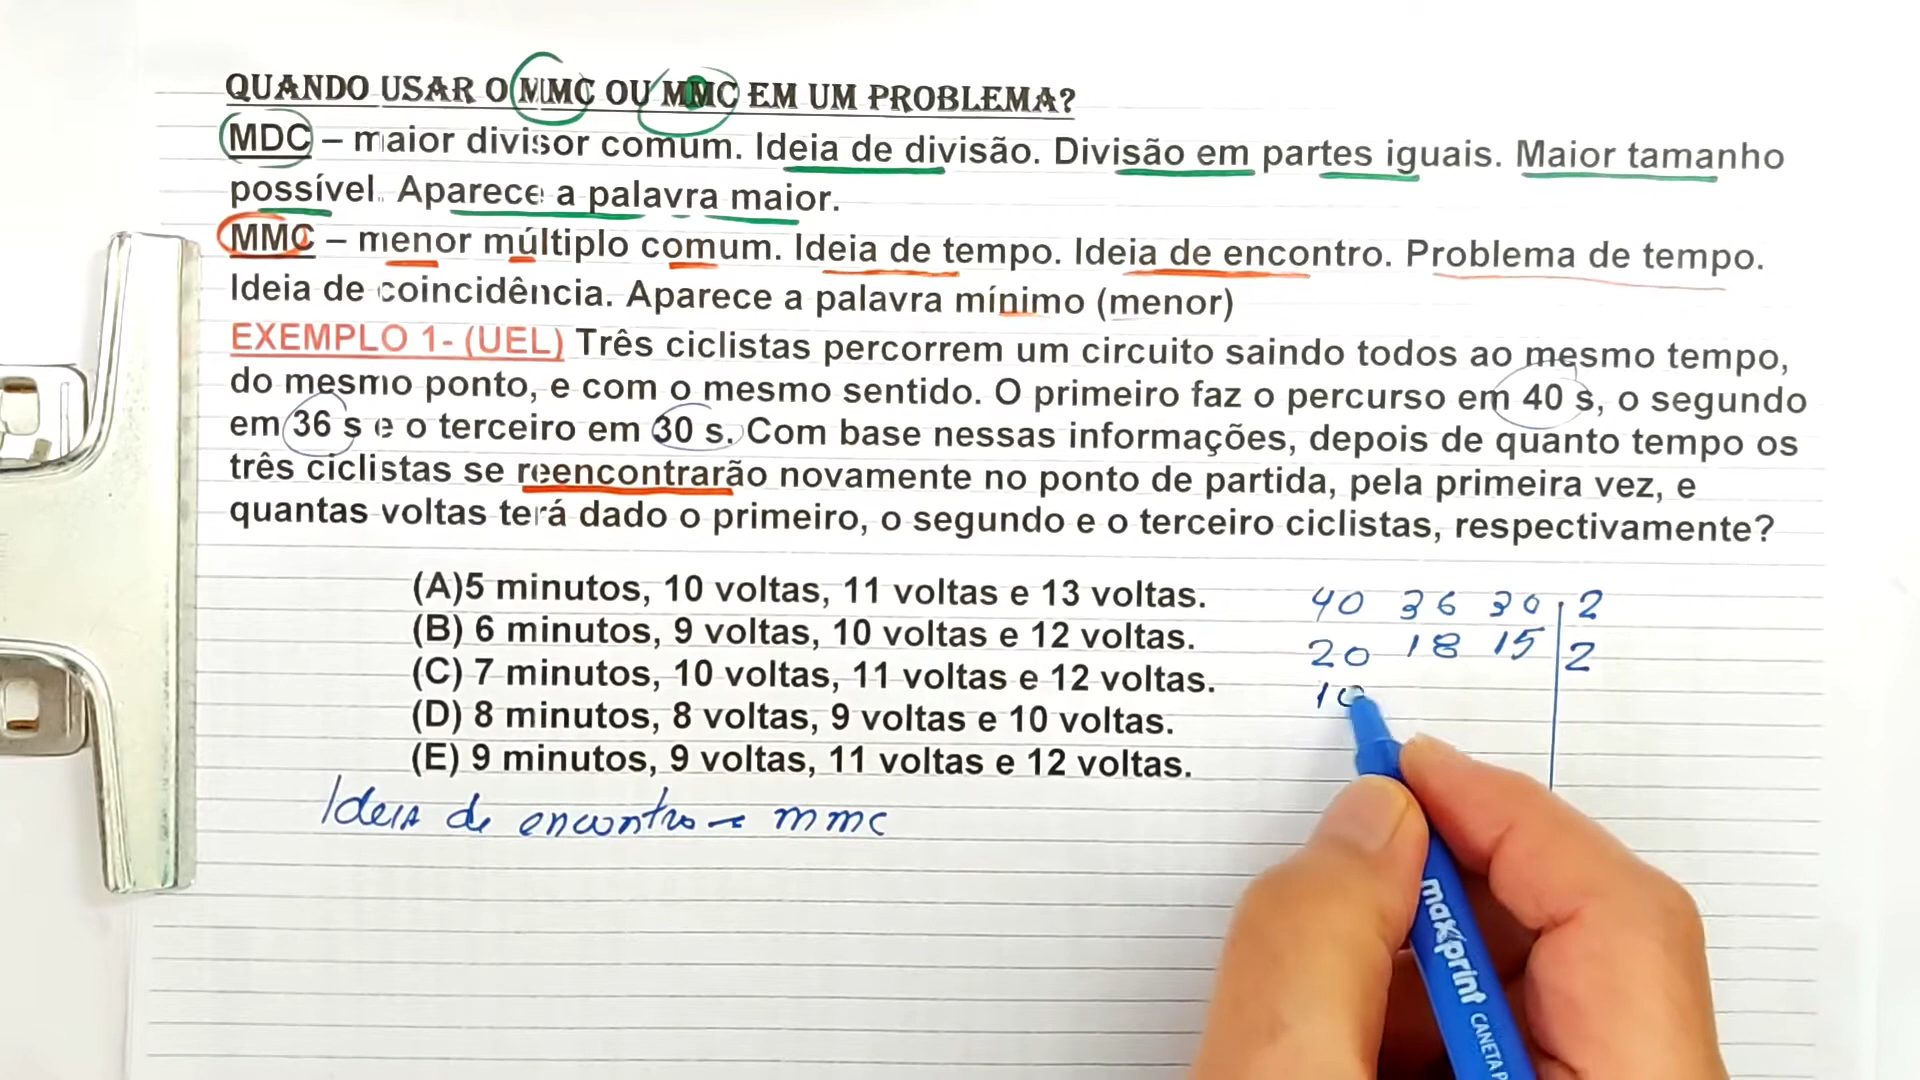 QUANDO USAR O MMC OU MDC EM UM PROBLEMA?
MDC – maior divisor comum. Ideia de divisão. Divisão em partes iguais. Maior tamanho
possível. Aparece a palavra maior.
MMC – menor múltiplo comum. Ideia de tempo. Ideia de encontro. Problema de tempo.
Ideia de coincidência. Aparece a palavra mínimo (menor)
EXEMPLO 1- (UEL) Três ciclistas percorrem um circuito saindo todos ao mesmo tempo,
do mesmo ponto, e com o mesmo sentido. O primeiro faz o percurso em 40 s, o segundo
em 36 s e o terceiro em 30 s. Com base nessas informações, depois de quanto tempo os
três ciclistas se reencontrarão novamente no ponto de partida, pela primeira vez, e
quantas voltas terá dado o primeiro, o segundo e o terceiro ciclistas, respectivamente?
(A)5 minutos, 10 voltas, 11 voltas e 13 voltas.
(B) 6 minutos, 9 voltas, 10 voltas e 12 voltas.
(C) 7 minutos, 10 voltas, 11 voltas e 12 voltas.
(D) 8 minutos, 8 voltas, 9 voltas e 10 voltas.
(E) 9 minutos, 9 voltas, 11 voltas e 12 voltas.
Ideia de encontro - mmc
40 36 30 2
20 18 15 2
10
maxprint CANETA